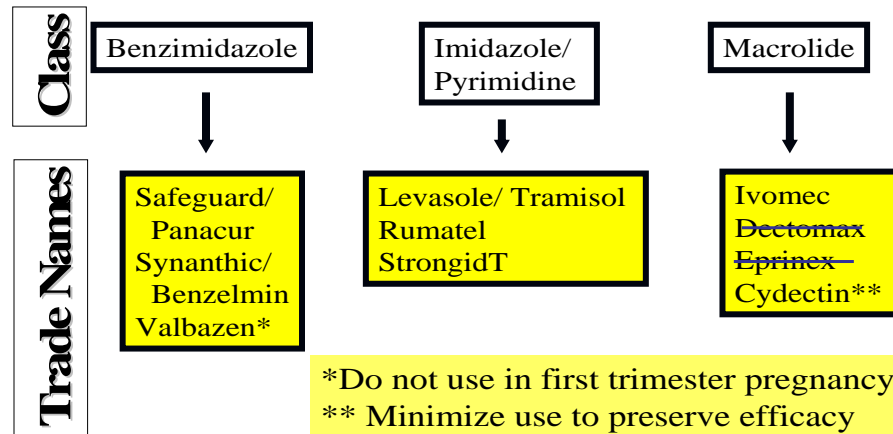 Class
Benzimidazole
Imidazole/
Pyrimidine
Macrolide
Trade Names
Safeguard/
Panacur
Synanthic/
Benzelmin
Valbazen*
Levasole/ Tramisol
Rumatel
StrongidT
Ivomec
Dectomax
Eprinex
Cydectin**
*Do not use in first trimester pregnancy
** Minimize use to preserve efficacy